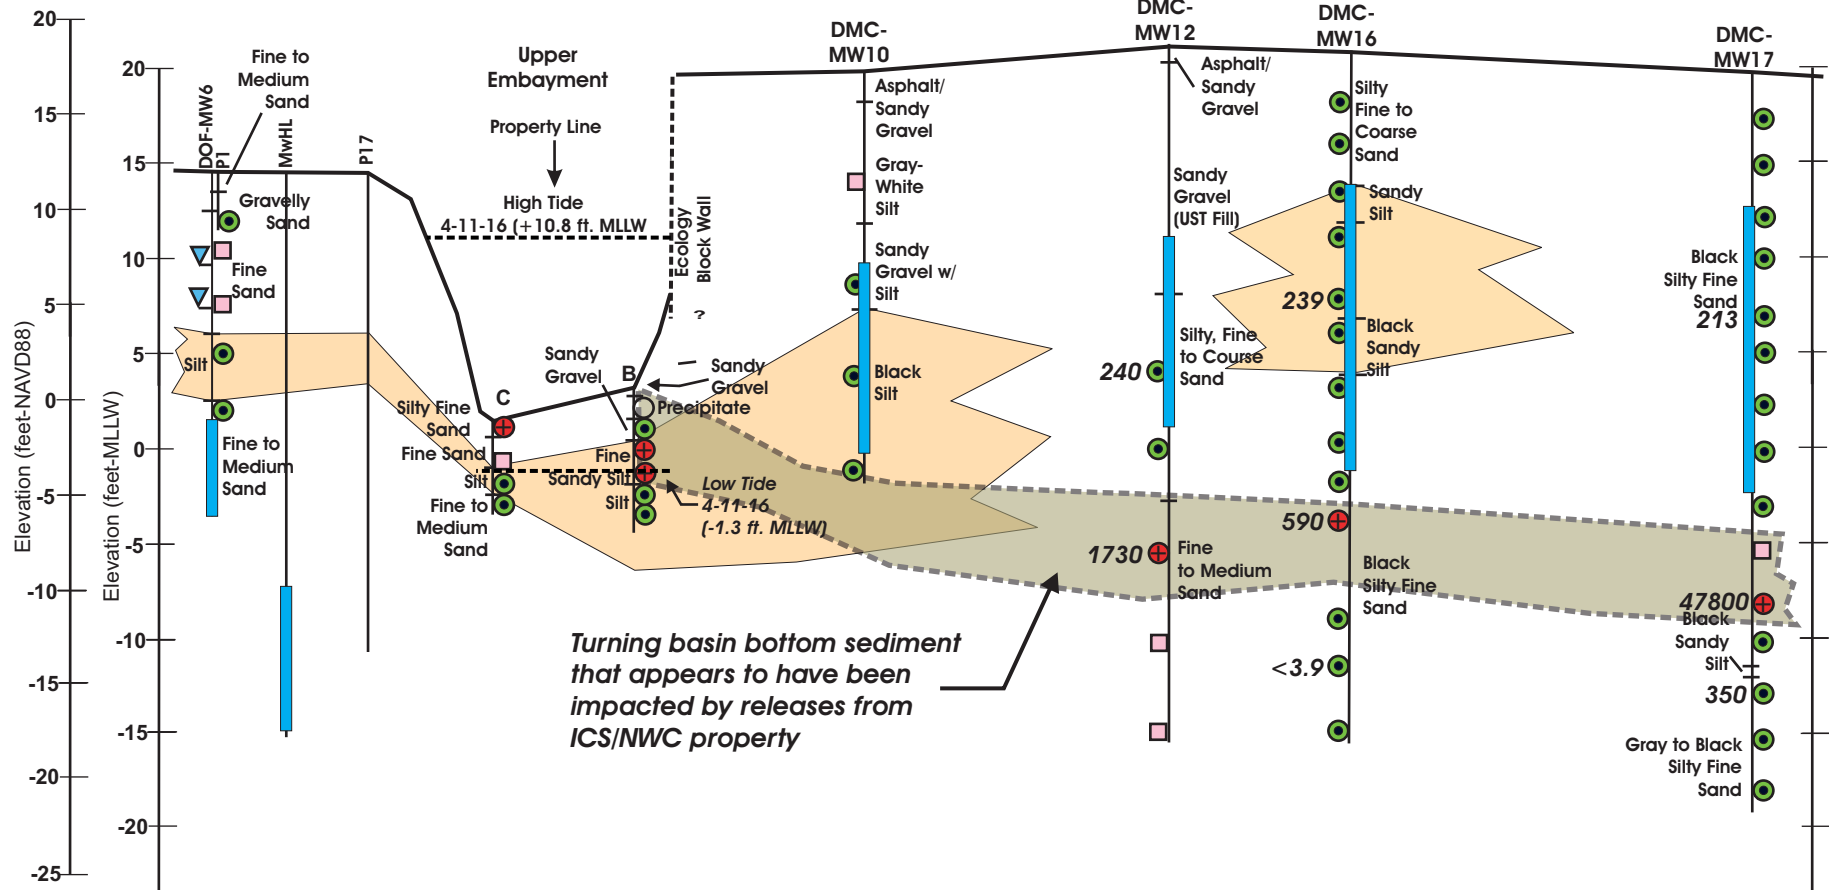 20
15
10
5
0
-5
-10
-15
-20
-25
Elevation (feet-NAVD88)
20
15
10
5
0
-5
-10
-15
-20
Elevation (feet-MLLW)
DOF-MW6
P1
MwHL
P17
Fine to
Medium
Sand
Gravelly
Sand
Fine
Sand
Silt
Fine to
Medium
Sand
Upper
Embayment
Property Line
High Tide
4-11-16 (+10.8 ft. MLLW
Ecology
Block Wall
?
C
Silty Fine
Sand
Fine Sand
Silt
Fine to
Medium
Sand
B
Sandy
Gravel
Sandy
Gravel
Precipitate
Fine
Sandy Silt
Silt
Low Tide
4-11-16
(-1.3 ft. MLLW)
DMC-
MW10
Asphalt/
Sandy
Gravel
Gray-
White
Silt
Sandy
Gravel w/
Silt
Black
Silt
DMC-
MW12
Asphalt/
Sandy
Gravel
Sandy
Gravel
(UST Fill)
Silty, Fine
to Course
Sand
240
1730
Fine
to Medium
Sand
DMC-
MW16
Silty
Fine to
Coarse
Sand
Sandy
Silt
239
Black
Sandy
Silt
590
Black
Silty Fine
Sand
<3.9
DMC-
MW17
Black
Silty Fine
Sand
213
47800
Black
Sandy
Silt
350
Gray to Black
Silty Fine
Sand
Turning basin bottom sediment
that appears to have been
impacted by releases from
ICS/NWC property